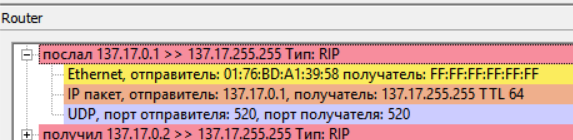 Router
послал 137.17.0.1 >> 137.17.255.255 Тип: RIP
Ethernet, отправитель: 01:76:BD:A1:39:58 получатель: FF:FF:FF:FF:FF:FF
IP пакет, отправитель: 137.17.0.1, получатель: 137.17.255.255 TTL 64
UDP, порт отправителя: 520, порт получателя: 520
получил 137.17.0.2 >> 137.17.255.255 Тип: RIP